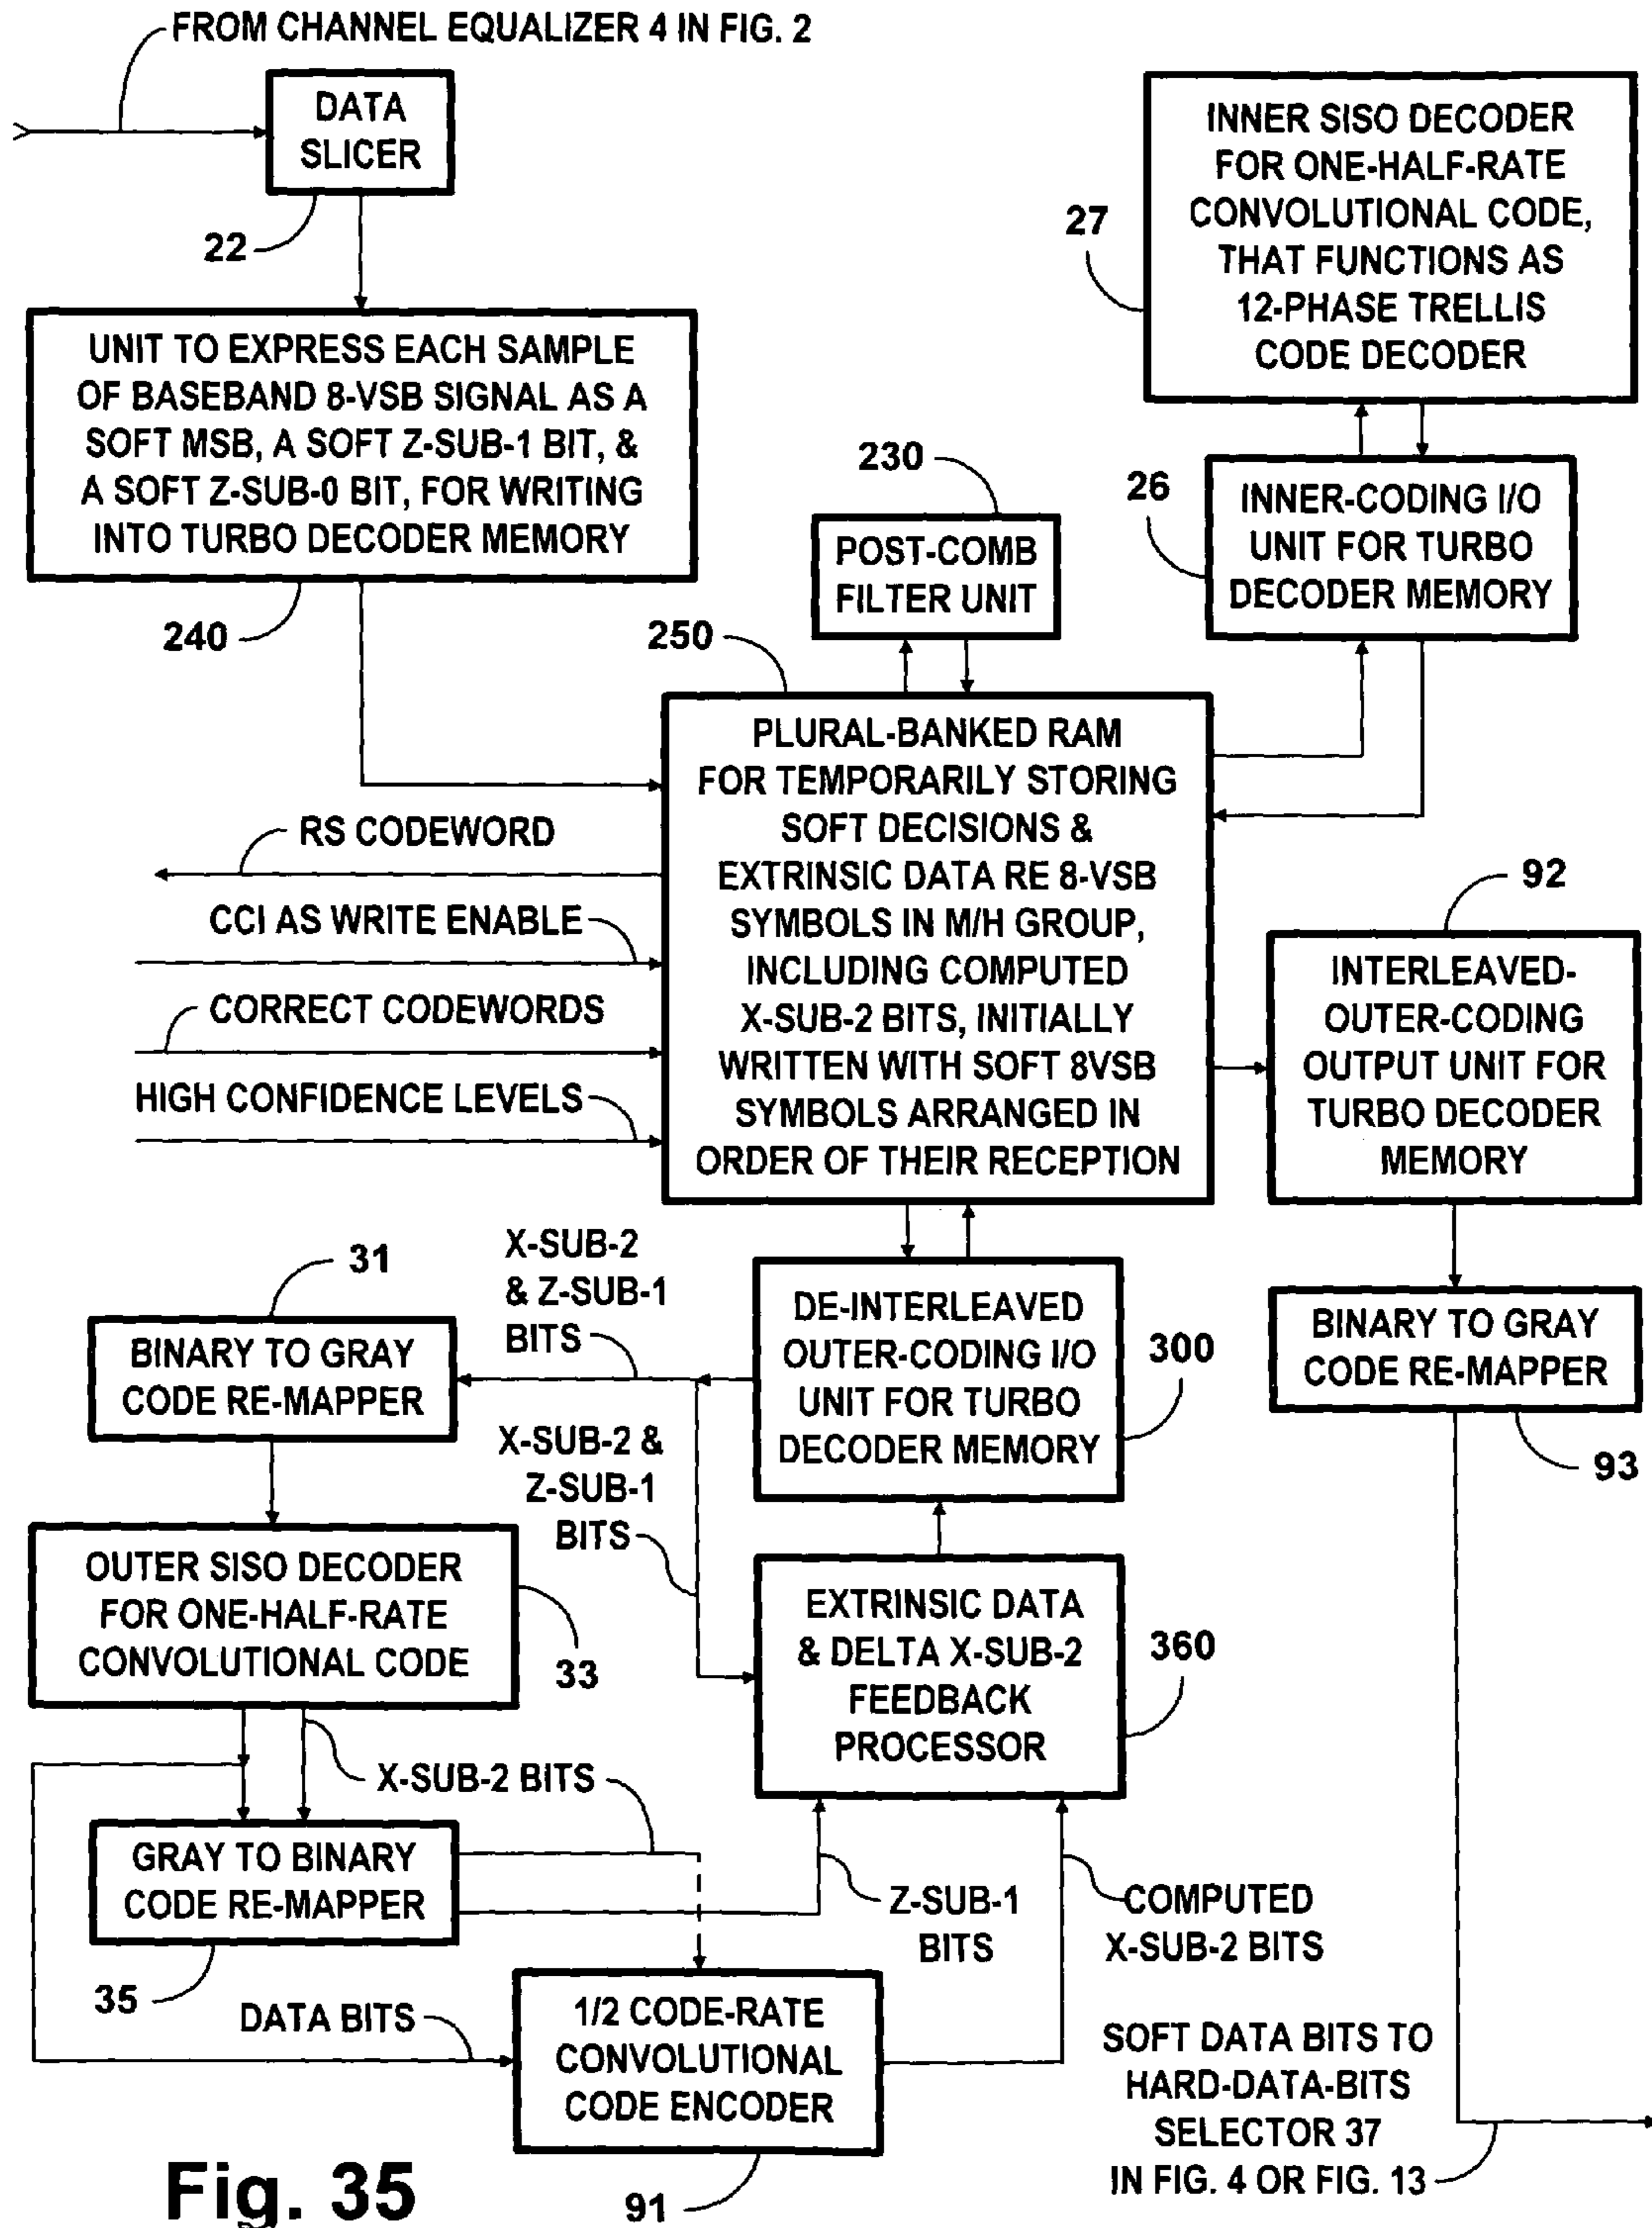 FROM CHANNEL EQUALIZER 4 IN FIG. 2
DATA
SLICER
22
UNIT TO EXPRESS EACH SAMPLE
OF BASEBAND 8-VSB SIGNAL AS A
SOFT MSB, A SOFT Z-SUB-1 BIT, &
A SOFT Z-SUB-0 BIT, FOR WRITING
INTO TURBO DECODER MEMORY
240
INNER SISO DECODER
FOR ONE-HALF-RATE
CONVOLUTIONAL CODE,
THAT FUNCTIONS AS
12-PHASE TRELLIS
CODE DECODER
27
230
POST-COMB
FILTER UNIT
26
INNER-CODING I/O
UNIT FOR TURBO
DECODER MEMORY
250
PLURAL-BANKED RAM
FOR TEMPORARILY STORING
SOFT DECISIONS &
EXTRINSIC DATA RE 8-VSB
SYMBOLS IN M/H GROUP,
INCLUDING COMPUTED
X-SUB-2 BITS, INITIALLY
WRITTEN WITH SOFT 8VSB
SYMBOLS ARRANGED IN
ORDER OF THEIR RECEPTION
RS CODEWORD
CCI AS WRITE ENABLE
CORRECT CODEWORDS
HIGH CONFIDENCE LEVELS
92
INTERLEAVED-
OUTER-CODING
OUTPUT UNIT FOR
TURBO DECODER
MEMORY
BINARY TO GRAY
CODE RE-MAPPER
93
X-SUB-2
& Z-SUB-1
BITS
31
BINARY TO GRAY
CODE RE-MAPPER
DE-INTERLEAVED
OUTER-CODING I/O
UNIT FOR TURBO
DECODER MEMORY
300
X-SUB-2 &
Z-SUB-1
BITS
OUTER SISO DECODER
FOR ONE-HALF-RATE
CONVOLUTIONAL CODE
33
EXTRINSIC DATA
& DELTA X-SUB-2
FEEDBACK
PROCESSOR
360
X-SUB-2 BITS
GRAY TO BINARY
CODE RE-MAPPER
35
Z-SUB-1
BITS
COMPUTED
X-SUB-2 BITS
DATA BITS
1/2 CODE-RATE
CONVOLUTIONAL
CODE ENCODER
91
SOFT DATA BITS TO
HARD-DATA-BITS
SELECTOR 37
IN FIG. 4 OR FIG. 13
Fig. 35